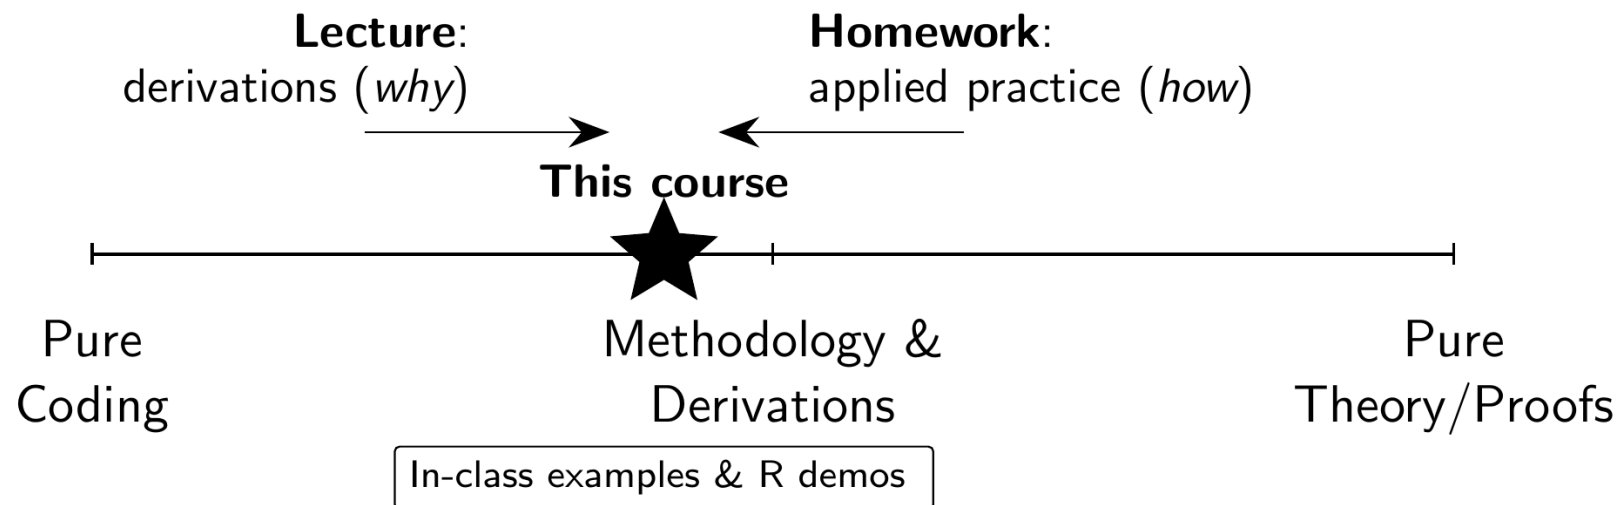 Lecture:
derivations (why)
Homework:
applied practice (how)
This course
Pure
Coding
Methodology &
Derivations
Pure
Theory/Proofs
In-class examples & R demos